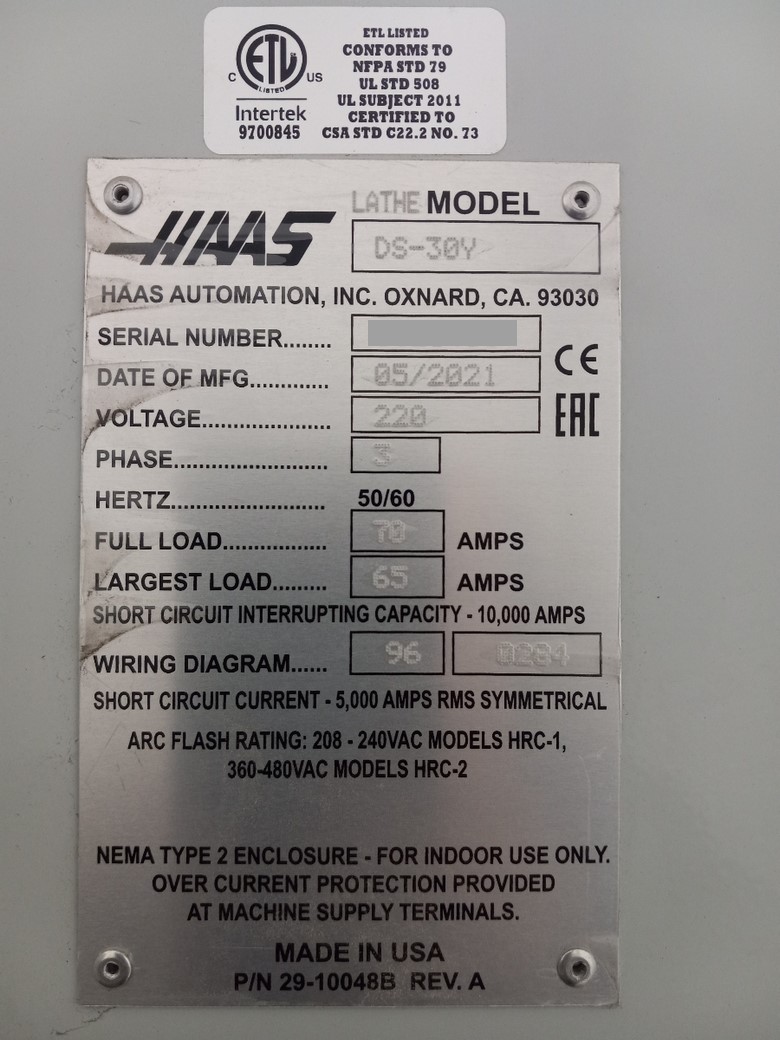 ETL LISTED
CONFORMS TO
NFPA STD 79
UL STD 508
UL SUBJECT 2011
CERTIFIED TO
CSA STD C22.2 NO. 73
C ETL US
LISTED
Intertek
9700845
LATHE MODEL
HAAS
DS-30Y
HAAS AUTOMATION, INC. OXNARD, CA. 93030
SERIAL NUMBER........
DATE OF MFG............. 05/2021
CE
VOLTAGE..................... 220
EAC
PHASE......................... 3
HERTZ......................... 50/60
FULL LOAD................. 70 AMPS
LARGEST LOAD......... 65 AMPS
SHORT CIRCUIT INTERRUPTING CAPACITY - 10,000 AMPS
WIRING DIAGRAM...... 96 0284
SHORT CIRCUIT CURRENT - 5,000 AMPS RMS SYMMETRICAL
ARC FLASH RATING: 208 - 240VAC MODELS HRC-1,
360-480VAC MODELS HRC-2
NEMA TYPE 2 ENCLOSURE - FOR INDOOR USE ONLY.
OVER CURRENT PROTECTION PROVIDED
AT MACHINE SUPPLY TERMINALS.
MADE IN USA
P/N 29-10048B REV. A